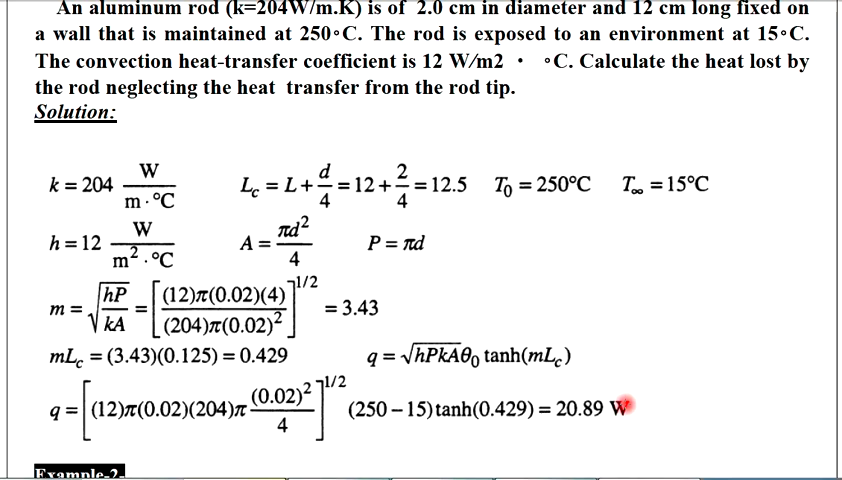 An aluminum rod (k=204W/m.K) is of 2.0 cm in diameter and 12 cm long fixed on
a wall that is maintained at 250◦C. The rod is exposed to an environment at 15◦C.
The convection heat-transfer coefficient is 12 W/m2 · ◦C. Calculate the heat lost by
the rod neglecting the heat transfer from the rod tip.
Solution:
k = 204 W/(m · °C)  L_c = L + d/4 = 12 + 2/4 = 12.5  T_0 = 250°C  T_∞ = 15°C
h = 12 W/(m² · °C)  A = πd²/4  P = πd
m = √(hP/kA) = [(12)π(0.02)(4)/(204)π(0.02)²]^1/2 = 3.43
mL_c = (3.43)(0.125) = 0.429  q = √(hPkA)θ_0 tanh(mL_c)
q = [(12)π(0.02)(204)π (0.02)²/4]^1/2 (250 – 15) tanh(0.429) = 20.89 W
Example-2-